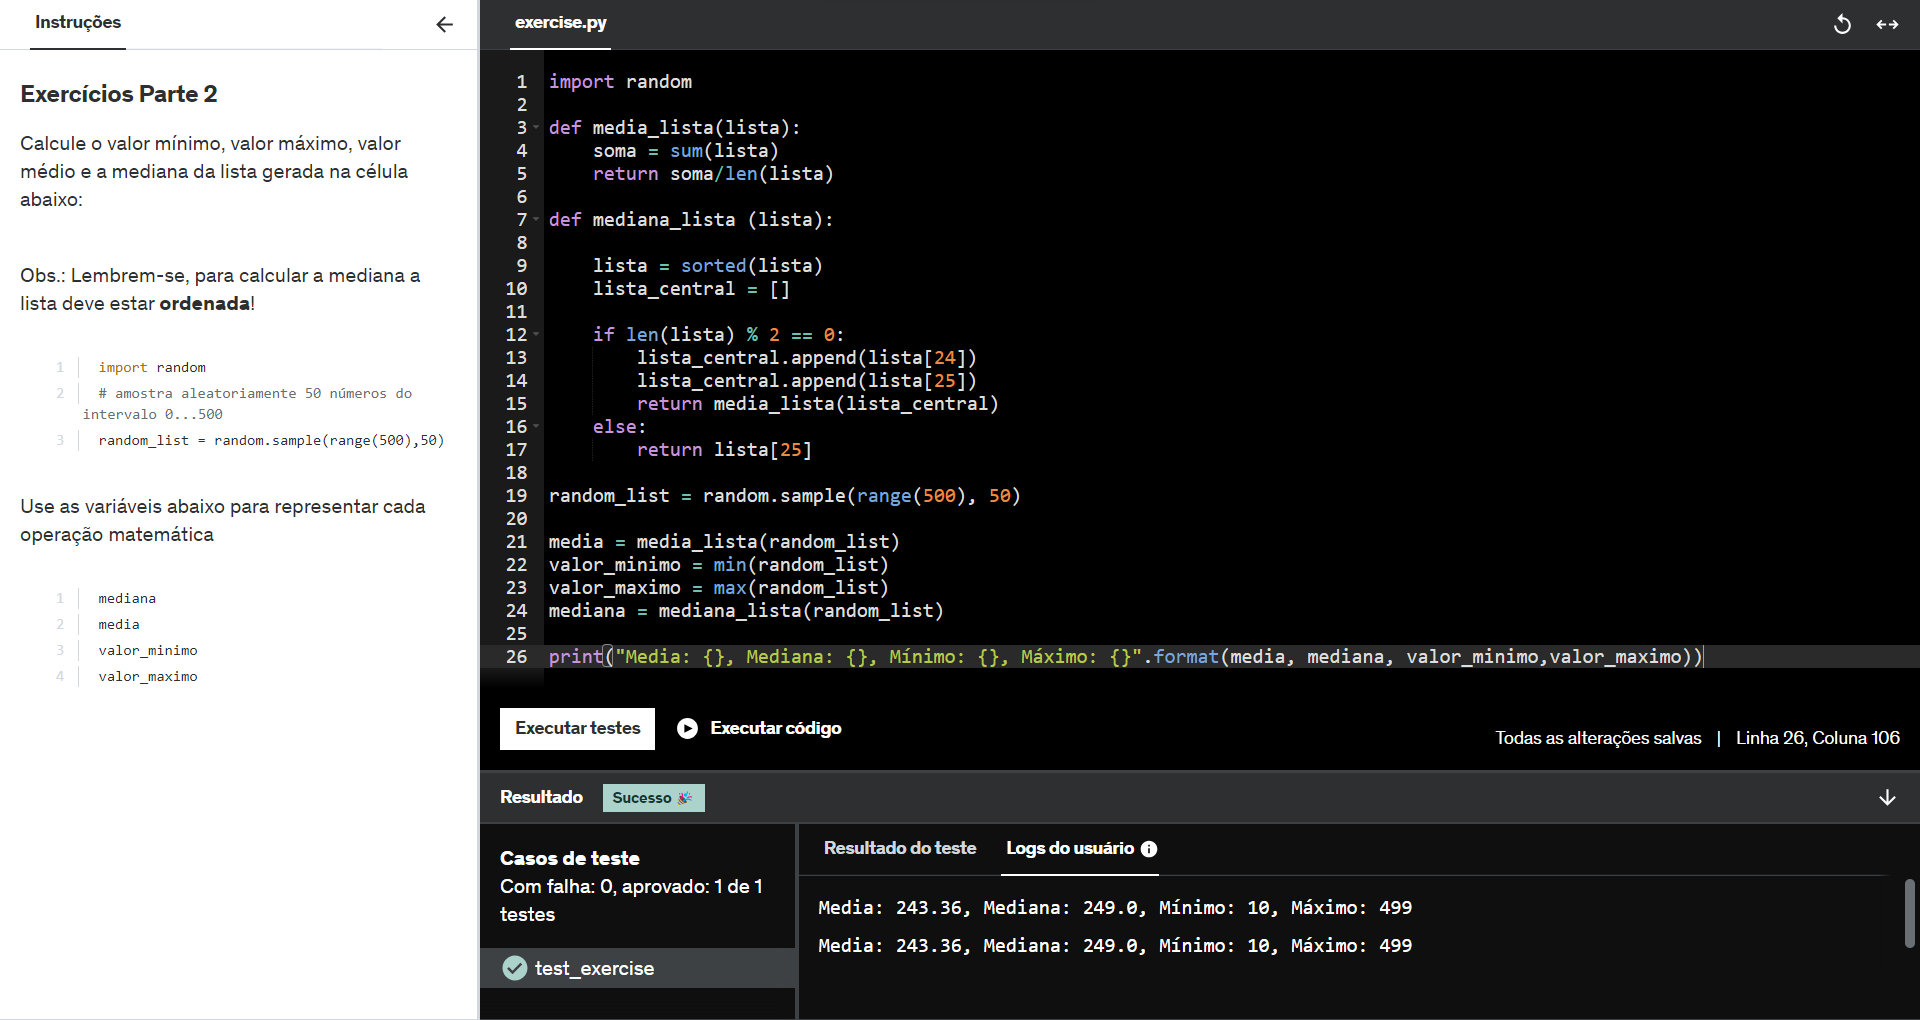 Instruções
Exercícios Parte 2
Calcule o valor mínimo, valor máximo, valor
médio e a mediana da lista gerada na célula
abaixo:
Obs.: Lembrem-se, para calcular a mediana a
lista deve estar ordenada!
1 import random
2 # amostra aleatoriamente 50 números do
intervalo 0...500
3 random_list = random.sample(range(500),50)
Use as variáveis abaixo para representar cada
operação matemática
1 mediana
2 media
3 valor_minimo
4 valor_maximo
exercise.py
1 import random
2
3 def media_lista(lista):
4     soma = sum(lista)
5     return soma/len(lista)
6
7 def mediana_lista (lista):
8
9     lista = sorted(lista)
10     lista_central = []
11
12     if len(lista) % 2 == 0:
13         lista_central.append(lista[24])
14         lista_central.append(lista[25])
15         return media_lista(lista_central)
16     else:
17         return lista[25]
18
19 random_list = random.sample(range(500), 50)
20
21 media = media_lista(random_list)
22 valor_minimo = min(random_list)
23 valor_maximo = max(random_list)
24 mediana = mediana_lista(random_list)
25
26 print("Media: {}, Mediana: {}, Mínimo: {}, Máximo: {}".format(media, mediana, valor_minimo,valor_maximo))
Executar testes Executar código
Todas as alterações salvas | Linha 26, Coluna 106
Resultado Sucesso
Casos de teste
Com falha: 0, aprovado: 1 de 1
testes
test_exercise
Resultado do teste Logs do usuário
Media: 243.36, Mediana: 249.0, Mínimo: 10, Máximo: 499
Media: 243.36, Mediana: 249.0, Mínimo: 10, Máximo: 499